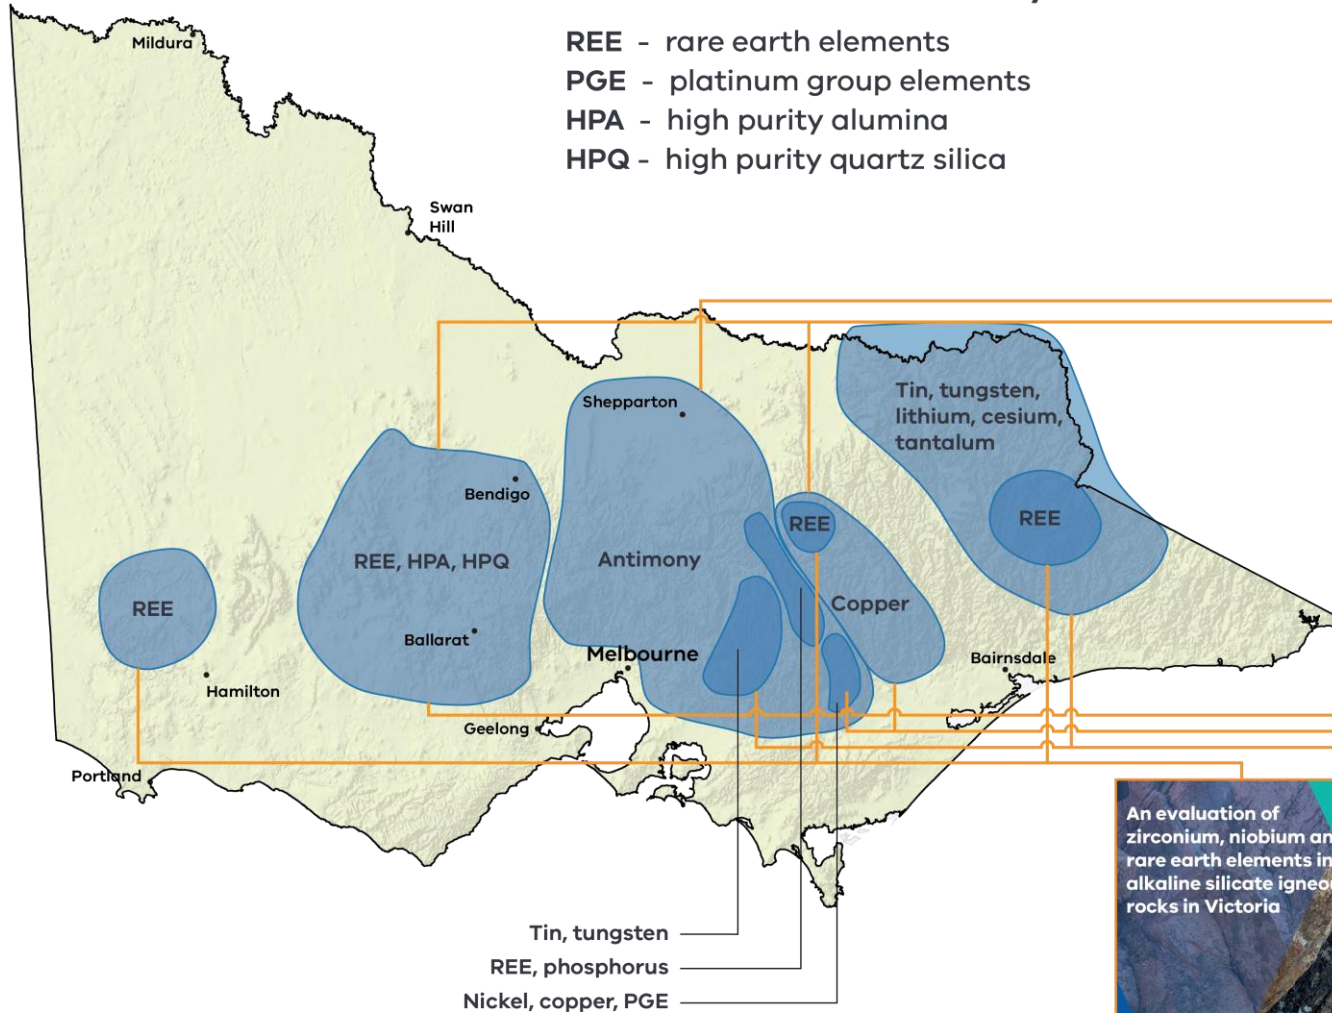 REE - rare earth elements
PGE - platinum group elements
HPA - high purity alumina
HPQ - high purity quartz silica
Mildura
Swan
Hill
Shepparton
Tin, tungsten,
lithium, cesium,
tantalum
Bendigo
REE
REE
REE, HPA, HPQ
Antimony
Copper
REE
Ballarat
Melbourne
Bairnsdale
Hamilton
Geelong
Portland
An evaluation of
zirconium, niobium
rare earth elements in
alkaline silicate
rocks in Victoria
Tin, tungsten
REE, phosphorus
Nickel, copper, PGE